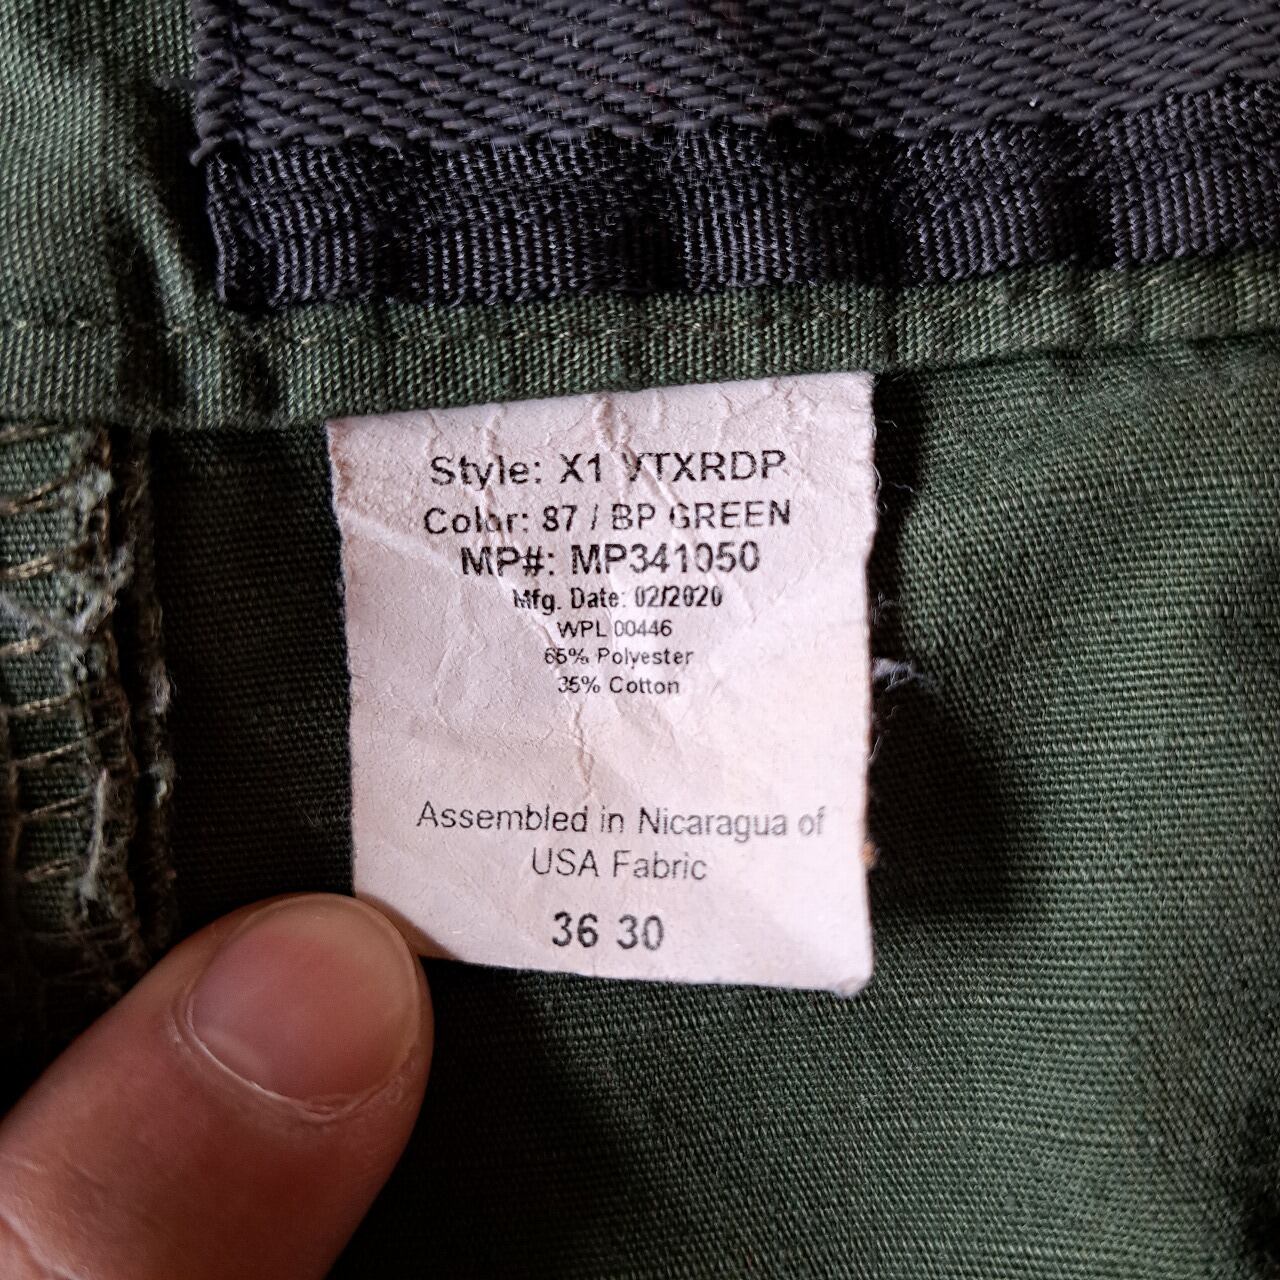 Style: X1 VTXRDP
Color: 87 / BP GREEN
MP#: MP341050
Mfg. Date: 02/2020
WPL 00446
65% Polyester
35% Cotton
Assembled in Nicaragua of
USA Fabric
36 30